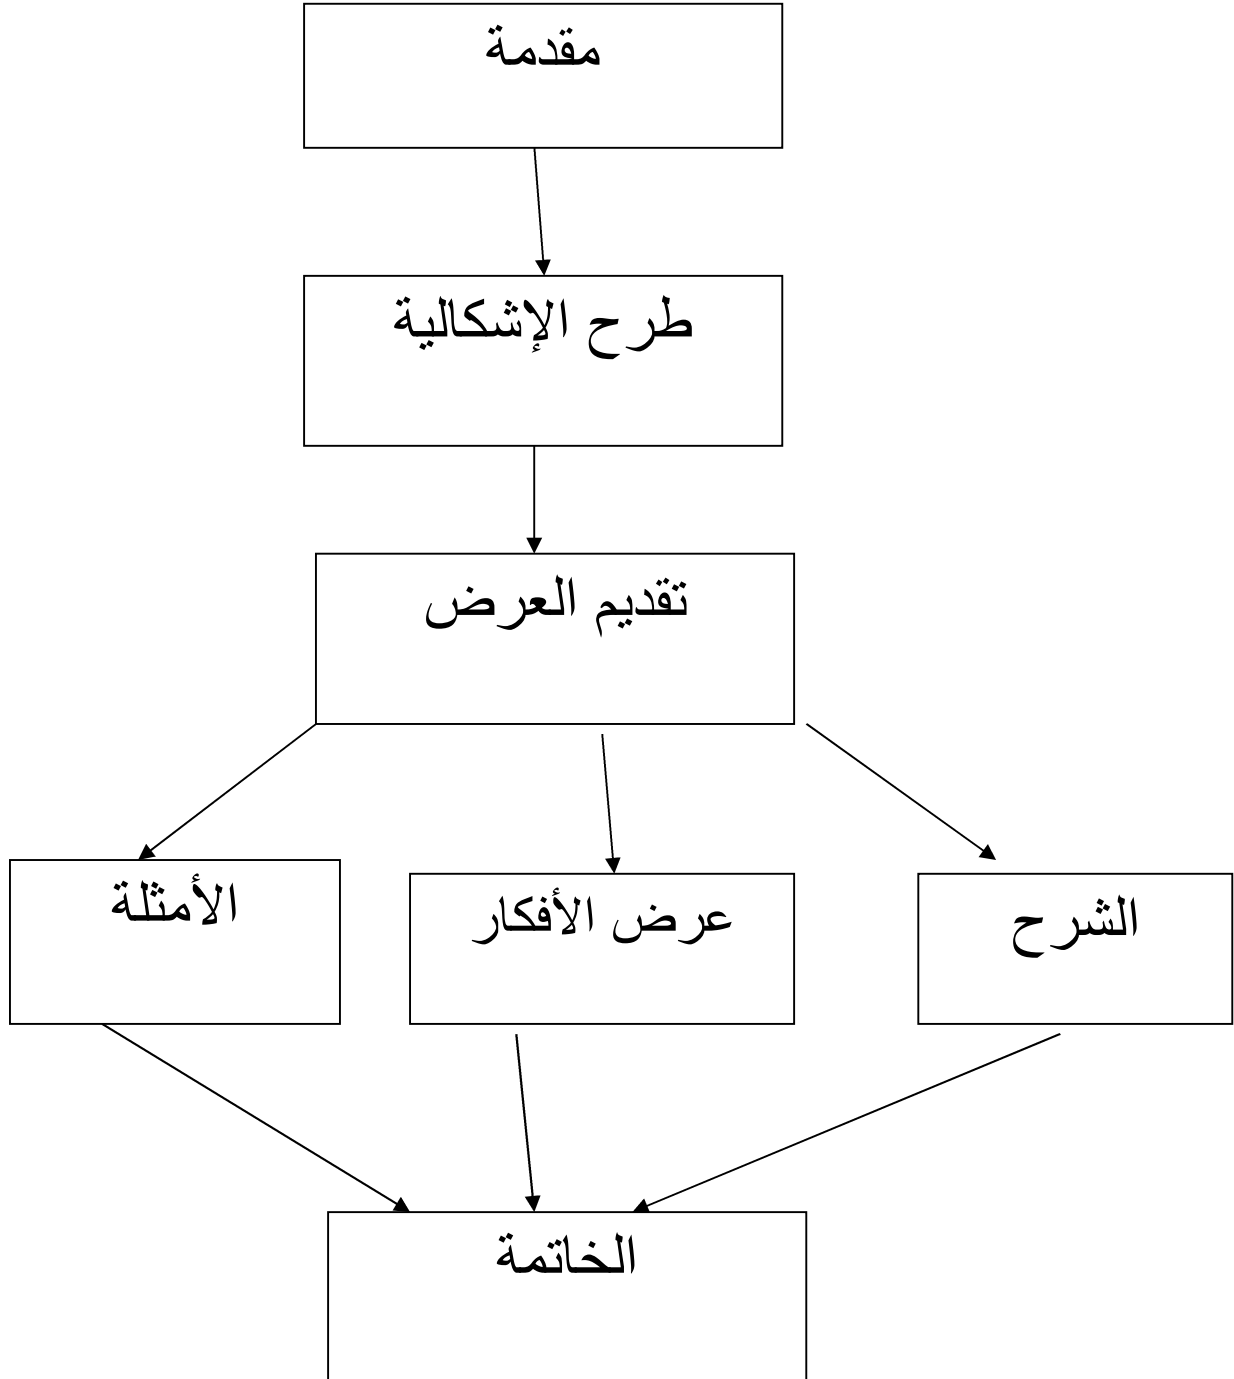 مقدمة
طرح الإشكالية
تقديم العرض
الشرح
عرض الأفكار
الأمثلة
الخاتمة